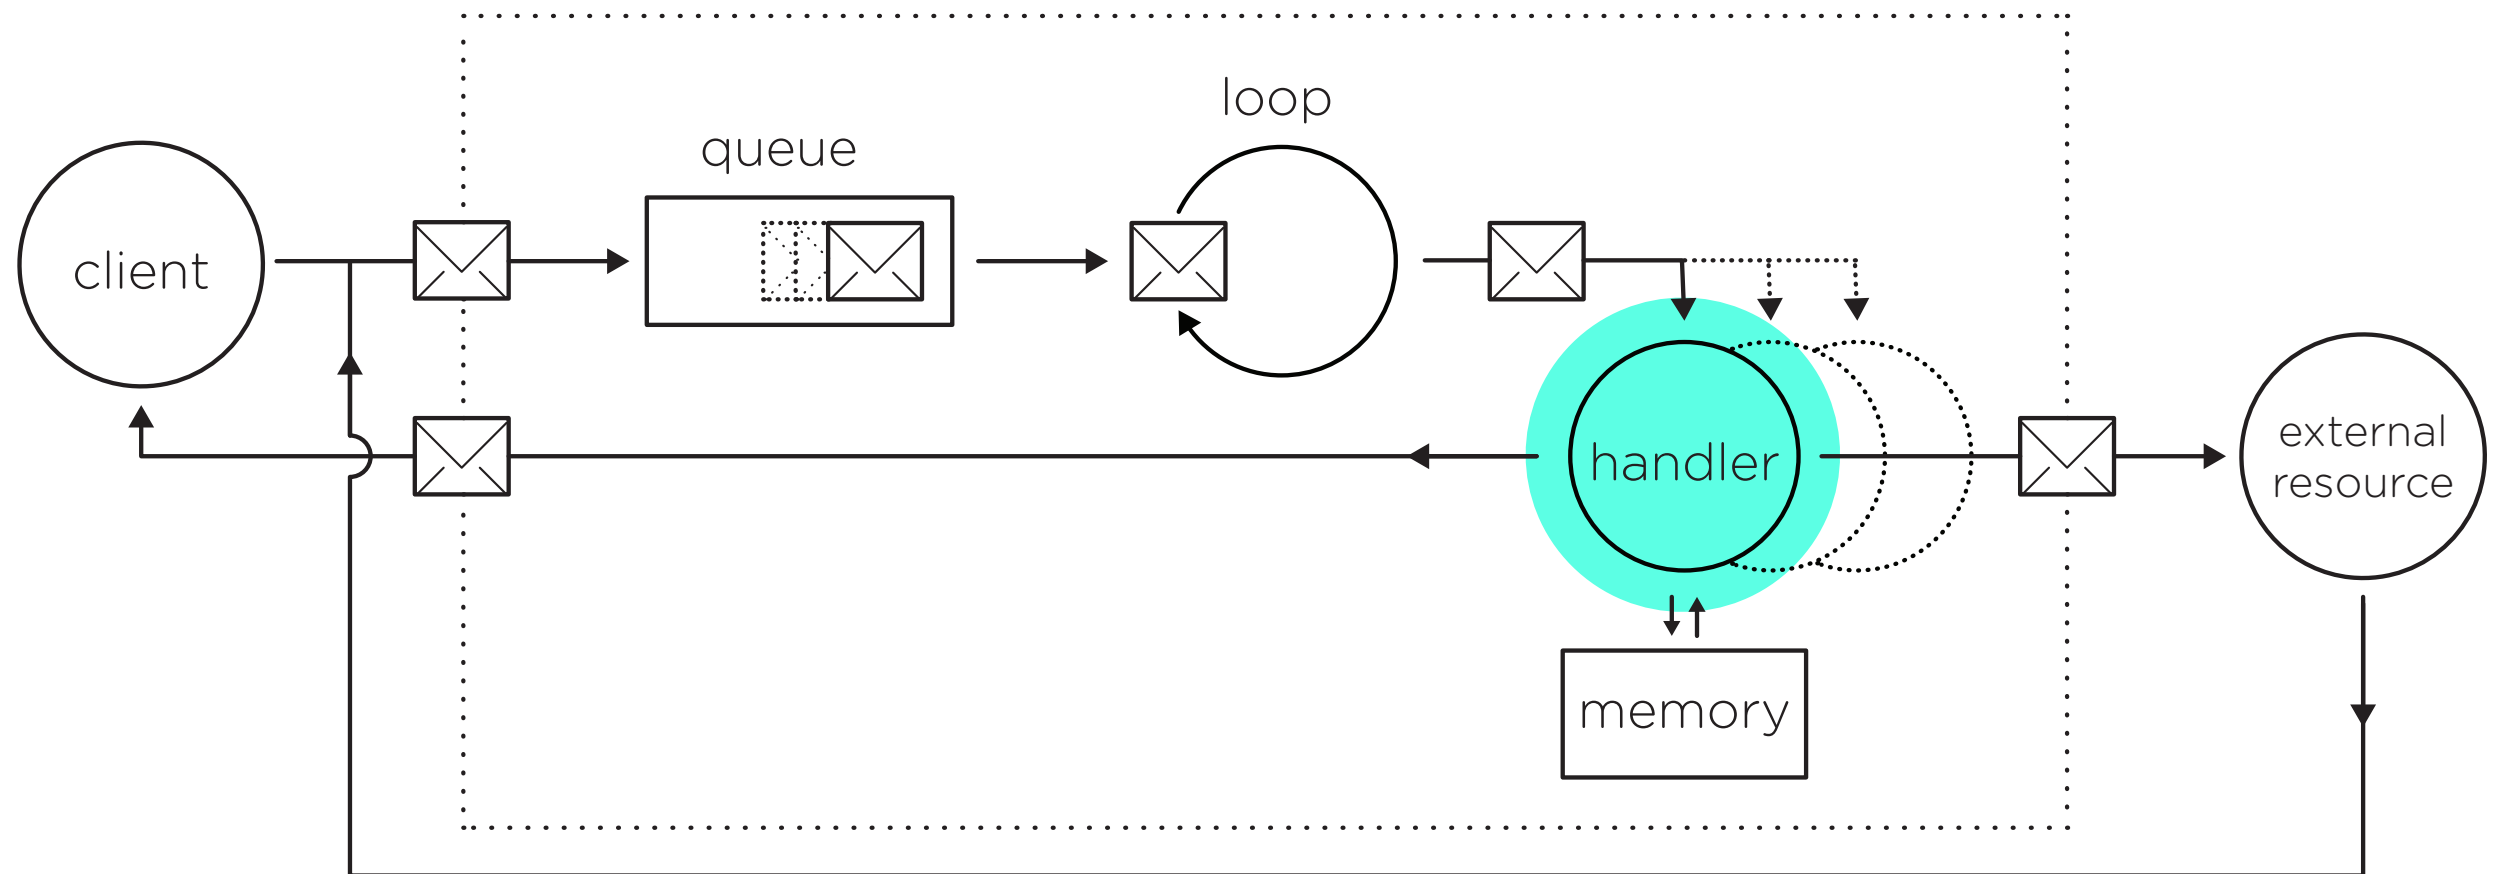 loop
queue
client
external
resource
handler
memory